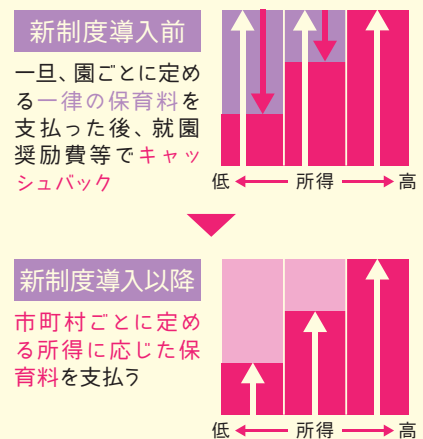 新制度導入前
一旦、園ごとに定め
る一律の保育料を
支払った後、就園
奨励費等でキャッ
シュバック
低 所得 高
新制度導入以降
市町村ごとに定め
る所得に応じた保
育料を支払う
低 所得 高